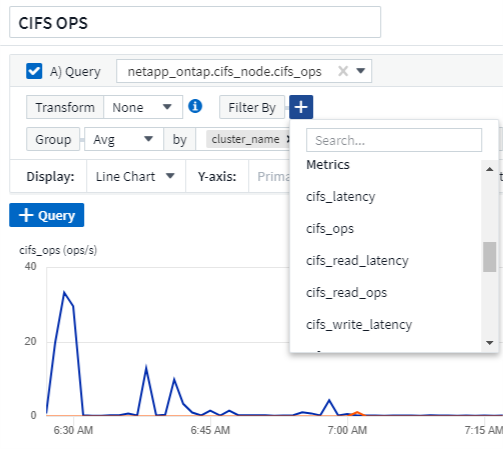 CIFS OPS
A) Query netapp_ontap.cifs_node.cifs_ops
Transform None Filter By
Group Avg by cluster_name
Search...
Metrics
Display: Line Chart Y-axis:
cifs_latency
cifs_ops
cifs_read_latency
cifs_read_ops
cifs_write_latency
Query
cifs_ops (ops/s)
40
20
0
6:30 AM 6:45 AM 7:00 AM 7:15 AM